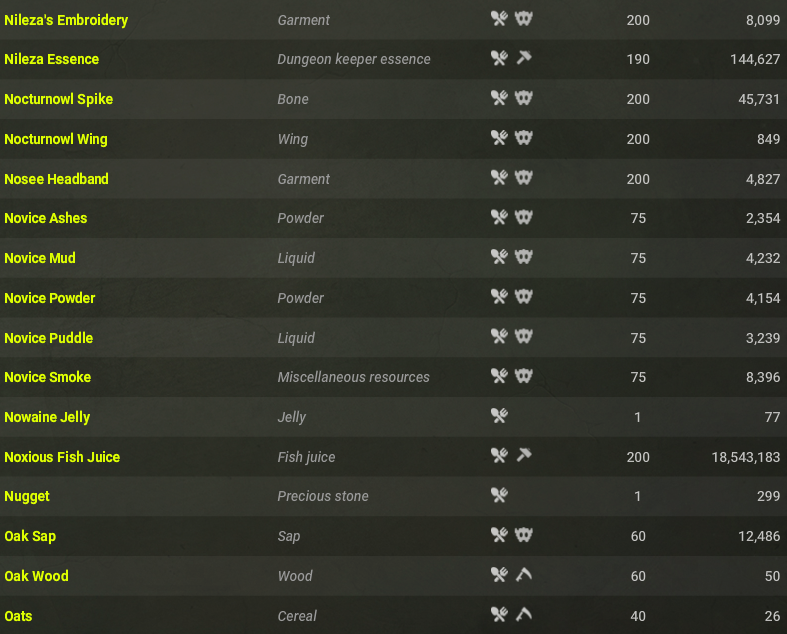 Nileza's Embroidery Garment 200 8,099
Nileza Essence Dungeon keeper essence 190 144,627
Nocturnowl Spike Bone 200 45,731
Nocturnowl Wing Wing 200 849
Nosee Headband Garment 200 4,827
Novice Ashes Powder 75 2,354
Novice Mud Liquid 75 4,232
Novice Powder Powder 75 4,154
Novice Puddle Liquid 75 3,239
Novice Smoke Miscellaneous resources 75 8,396
Nowaine Jelly Jelly 1 77
Noxious Fish Juice Fish juice 200 18,543,183
Nugget Precious stone 1 299
Oak Sap Sap 60 12,486
Oak Wood Wood 60 50
Oats Cereal 40 26